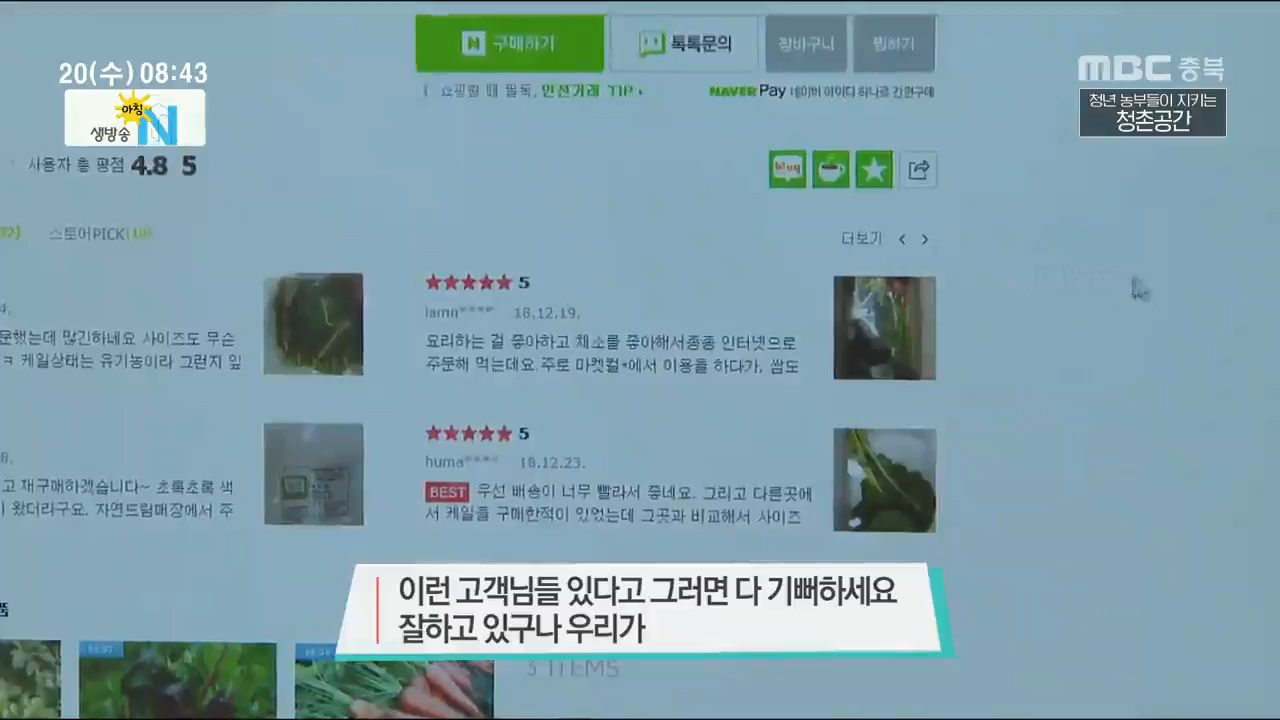 구매하기
톡톡문의
장바구니
찜하기
20(수) 08:43
MBC 충북
아침
생방송 N
쇼핑할 때 필독, 안전거래 TIP
NAVER Pay 네이버 아이디 하나로 간편구매
청년 농부들이 지키는
청춘공간
사용자 총 평점 4.8 5
blog
스토어PICK
더보기
★★★★★ 5
iamn**** 18.12.19.
문했는데 많긴하네요 사이즈도 무슨
요리하는 걸 좋아하고 채소를 좋아해서종종 인터넷으로
ㅋ 케일상태는 유기농이라 그런지 잎
주문해 먹는데요.주로 마켓컬*에서 이용을 하다가, 쌈도
★★★★★ 5
huma**** 18.12.23.
고 재구매하겠습니다~ 초록초록 색
BEST 우선 배송이 너무 빨라서 좋네요. 그리고 다른곳에
왔더라구요. 자연드림매장에서 주
서 케일을 구매한적이 있었는데 그곳과 비교해서 사이즈
이런 고객님들 있다고 그러면 다 기뻐하세요
잘하고 있구나 우리가
BEST
3 ITEMS